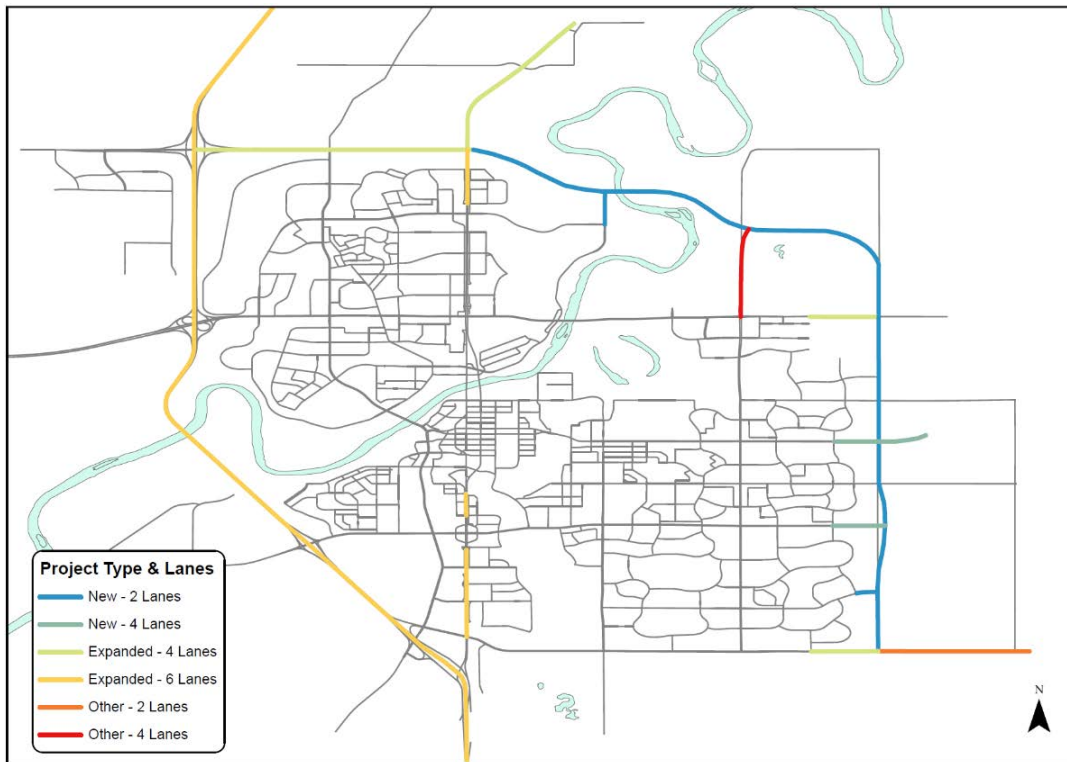 N
Project Type & Lanes
New - 2 Lanes
New - 4 Lanes
Expanded - 4 Lanes
Expanded - 6 Lanes
Other - 2 Lanes
Other - 4 Lanes